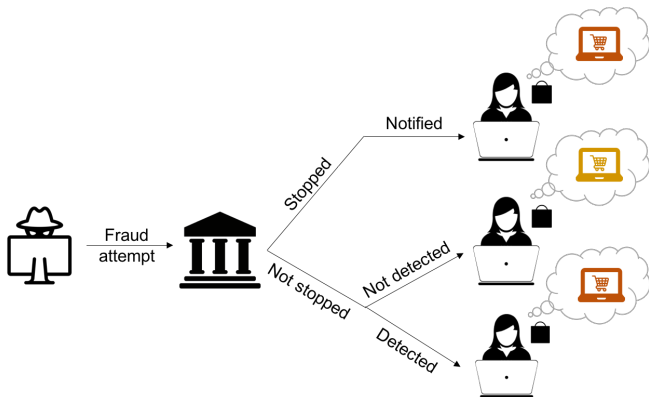 Fraud
attempt
Stopped
Notified
Not stopped
Not detected
Detected